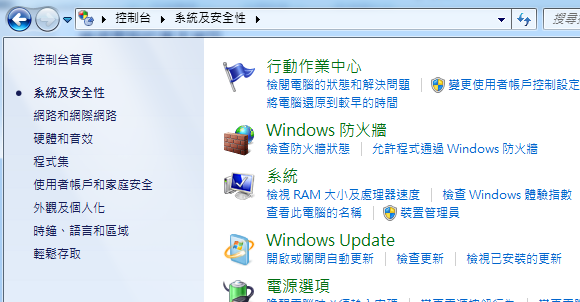 控制台 ▸ 系統及安全性 ▸
搜尋
控制台首頁
系統及安全性
網路和網際網路
硬體和音效
程式集
使用者帳戶和家庭安全
外觀及個人化
時鐘、語言和區域
輕鬆存取
行動作業中心
檢閱電腦的狀態和解決問題 變更使用者帳戶控制設定
將電腦還原到較早的時間
Windows 防火牆
檢查防火牆狀態 允許程式通過 Windows 防火牆
系統
檢視 RAM 大小及處理器速度 檢查 Windows 體驗指數
查看此電腦的名稱 裝置管理員
Windows Update
開啟或關閉自動更新 檢查更新 檢視已安裝的更新
電源選項